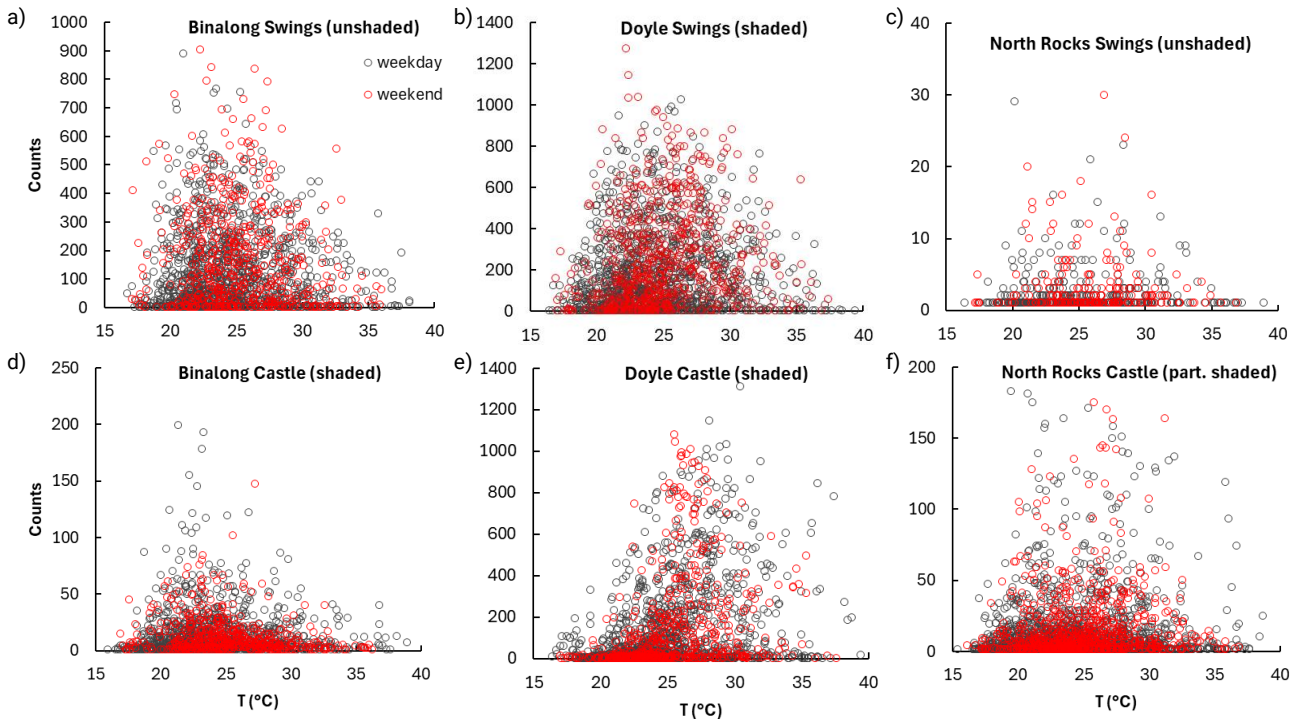 a)
Binalong Swings (unshaded)
weekday
weekend
Counts
1000
900
800
700
600
500
400
300
200
100
0
15 20 25 30 35 40
b)
Doyle Swings (shaded)
1400
1200
1000
800
600
400
200
0
15 20 25 30 35 40
c)
North Rocks Swings (unshaded)
40
30
20
10
0
15 20 25 30 35 40
d)
Binalong Castle (shaded)
Counts
250
200
150
100
50
0
15 20 25 30 35 40
T (°C)
e)
Doyle Castle (shaded)
1400
1200
1000
800
600
400
200
0
15 20 25 30 35 40
T (°C)
f)
North Rocks Castle (part. shaded)
200
150
100
50
0
15 20 25 30 35 40
T (°C)